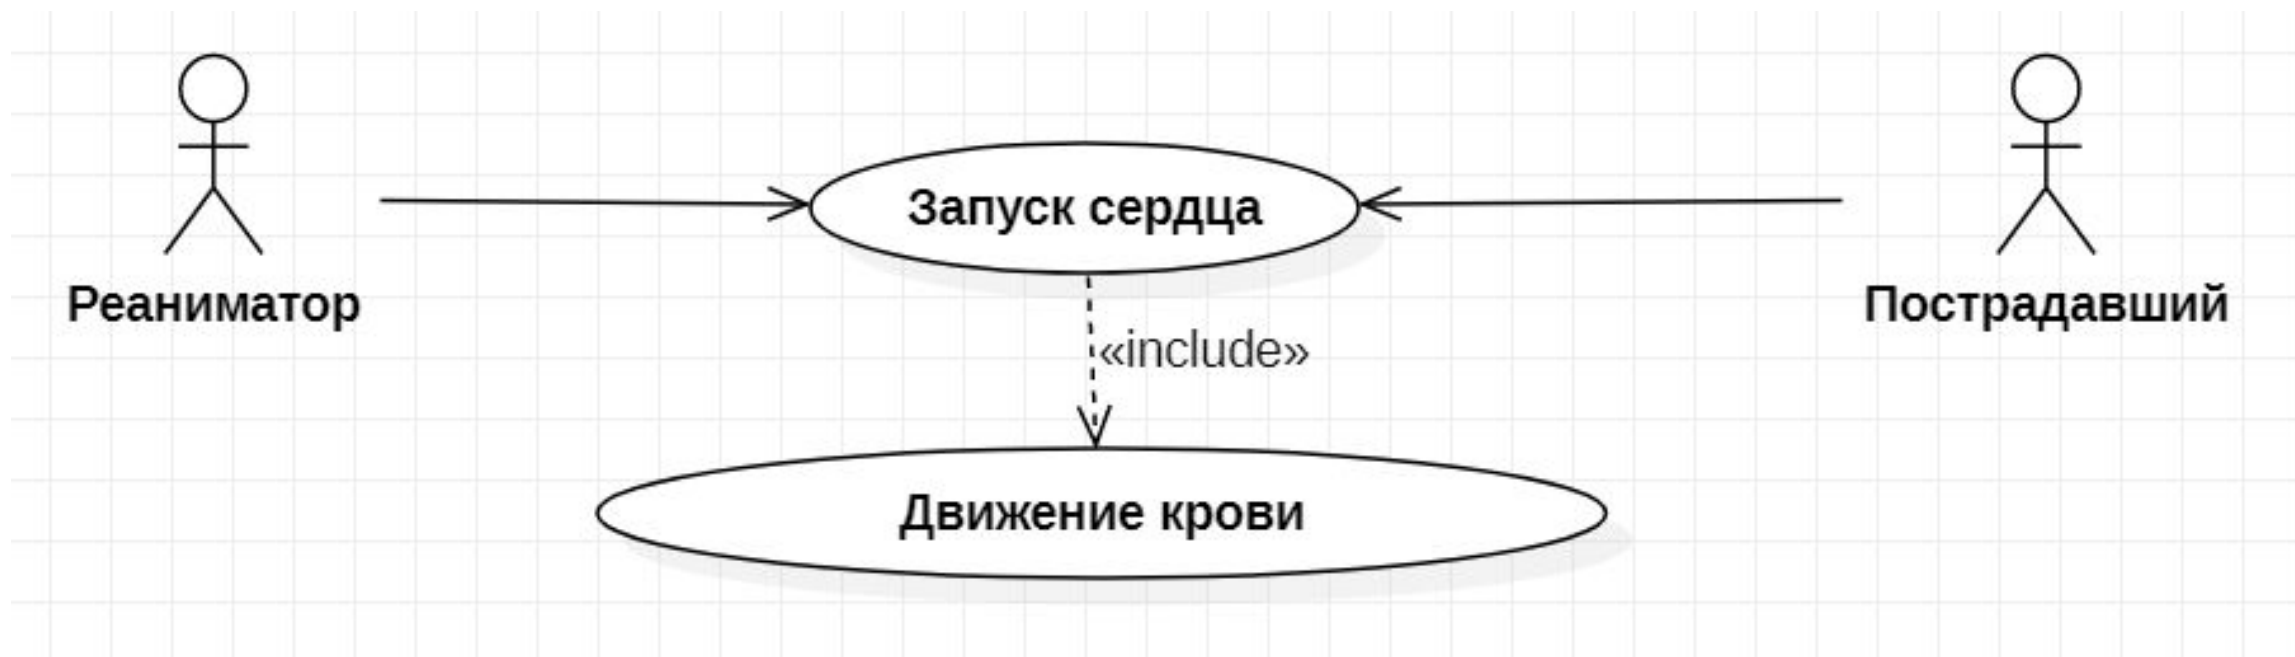 Запуск сердца
Реаниматор
Пострадавший
«include»
Движение крови